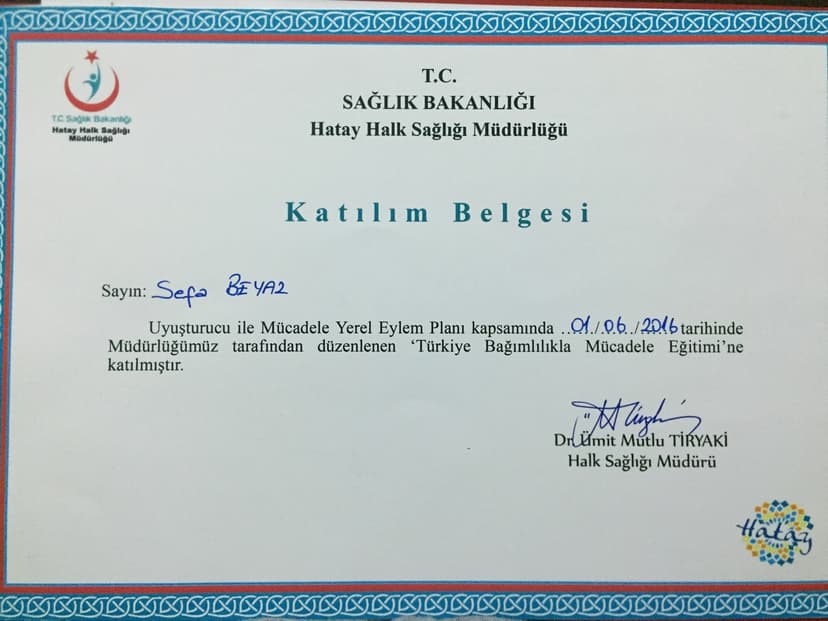 T.C.
SAĞLIK BAKANLIĞI
Hatay Halk Sağlığı Müdürlüğü
T.C. Sağlık Bakanlığı
Hatay Halk Sağlığı
Müdürlüğü
Katılım Belgesi
Sayın: Sefa BEYAZ
Uyuşturucu ile Mücadele Yerel Eylem Planı kapsamında ..01./.06../.2016 tarihinde
Müdürlüğümüz tarafından düzenlenen ‘Türkiye Bağımlılıkla Mücadele Eğitimi’ne
katılmıştır.
Dr.Ümit Mutlu TİRYAKİ
Halk Sağlığı Müdürü
Hatay